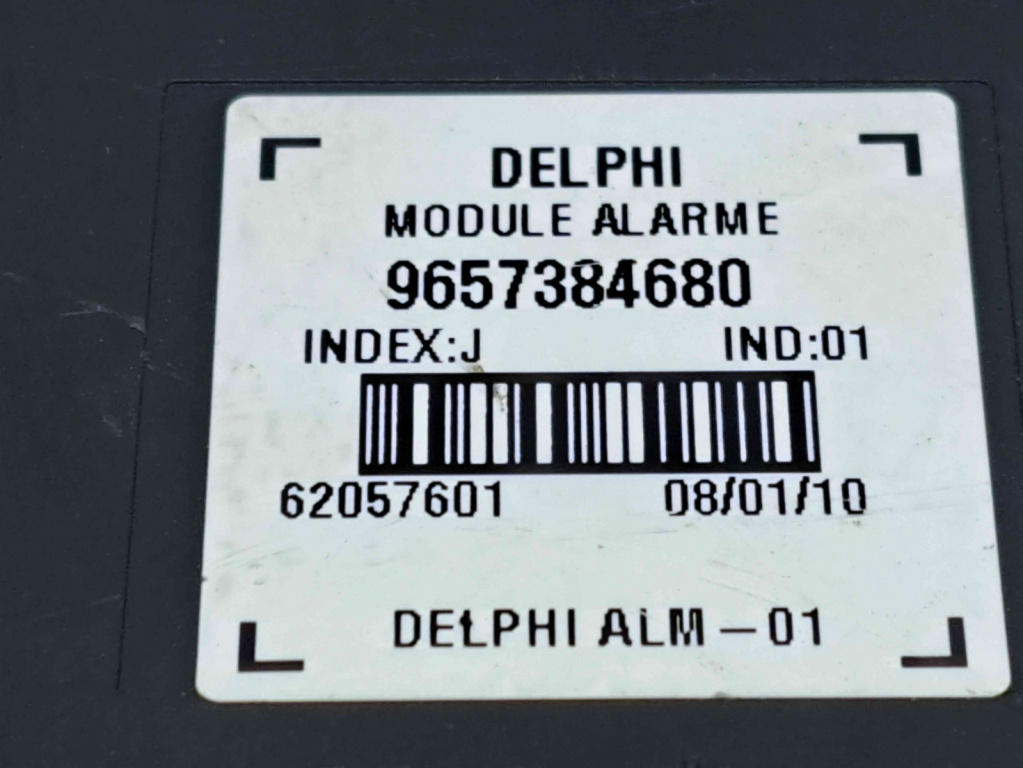 DELPHI
MODULE ALARME
9657384680
INDEX:J IND:01
62057601 08/01/10
DELPHI ALM-01